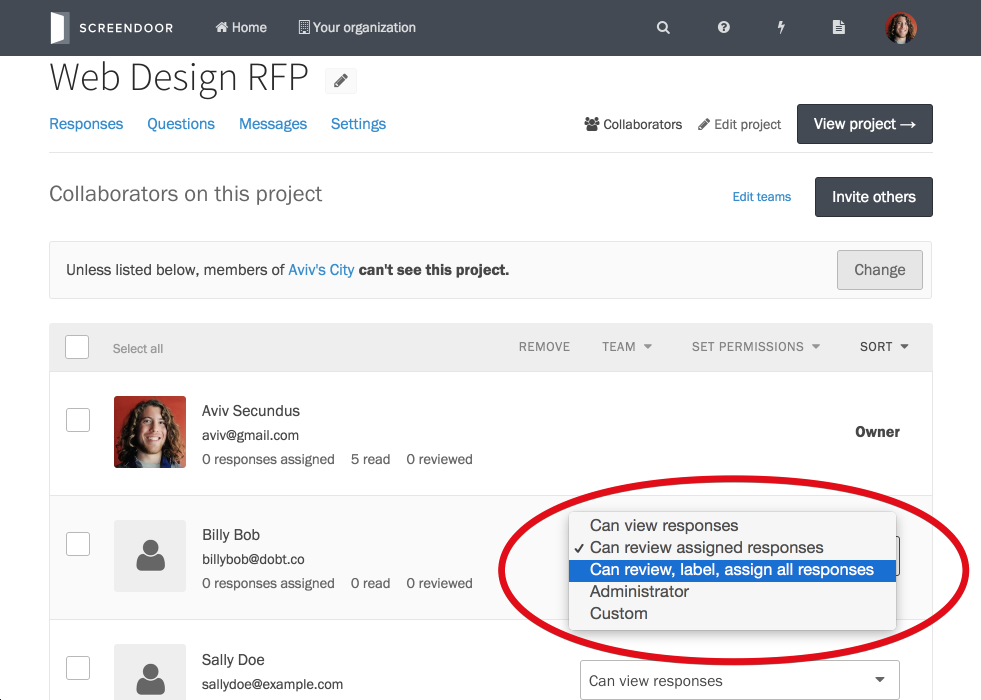 SCREENDOOR Home Your organization
Web Design RFP
Responses Questions Messages Settings Collaborators Edit project View project →
Collaborators on this project Edit teams Invite others
Unless listed below, members of Aviv's City can't see this project. Change
Select all REMOVE TEAM SET PERMISSIONS SORT
Aviv Secundus
aviv@gmail.com
0 responses assigned 5 read 0 reviewed
Owner
Billy Bob
billybob@dobt.co
0 responses assigned 0 read 0 reviewed
Can view responses
✓ Can review assigned responses
Can review, label, assign all responses
Administrator
Custom
Sally Doe
sallydoe@example.com
Can view responses